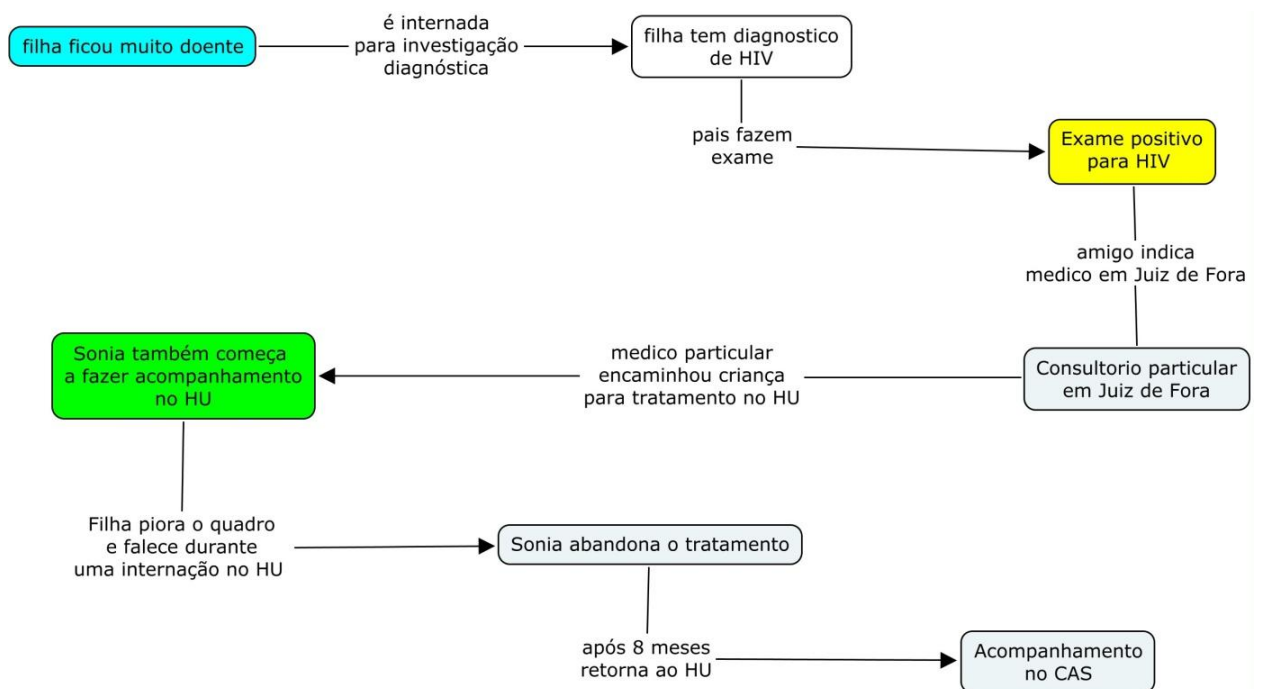 filha ficou muito doente
é internada
para investigação
diagnóstica
filha tem diagnostico
de HIV
pais fazem
exame
Exame positivo
para HIV
amigo indica
medico em Juiz de Fora
Consultorio particular
em Juiz de Fora
medico particular
encaminhou criança
para tratamento no HU
Sonia também começa
a fazer acompanhamento
no HU
Filha piora o quadro
e falece durante
uma internação no HU
Sonia abandona o tratamento
após 8 meses
retorna ao HU
Acompanhamento
no CAS